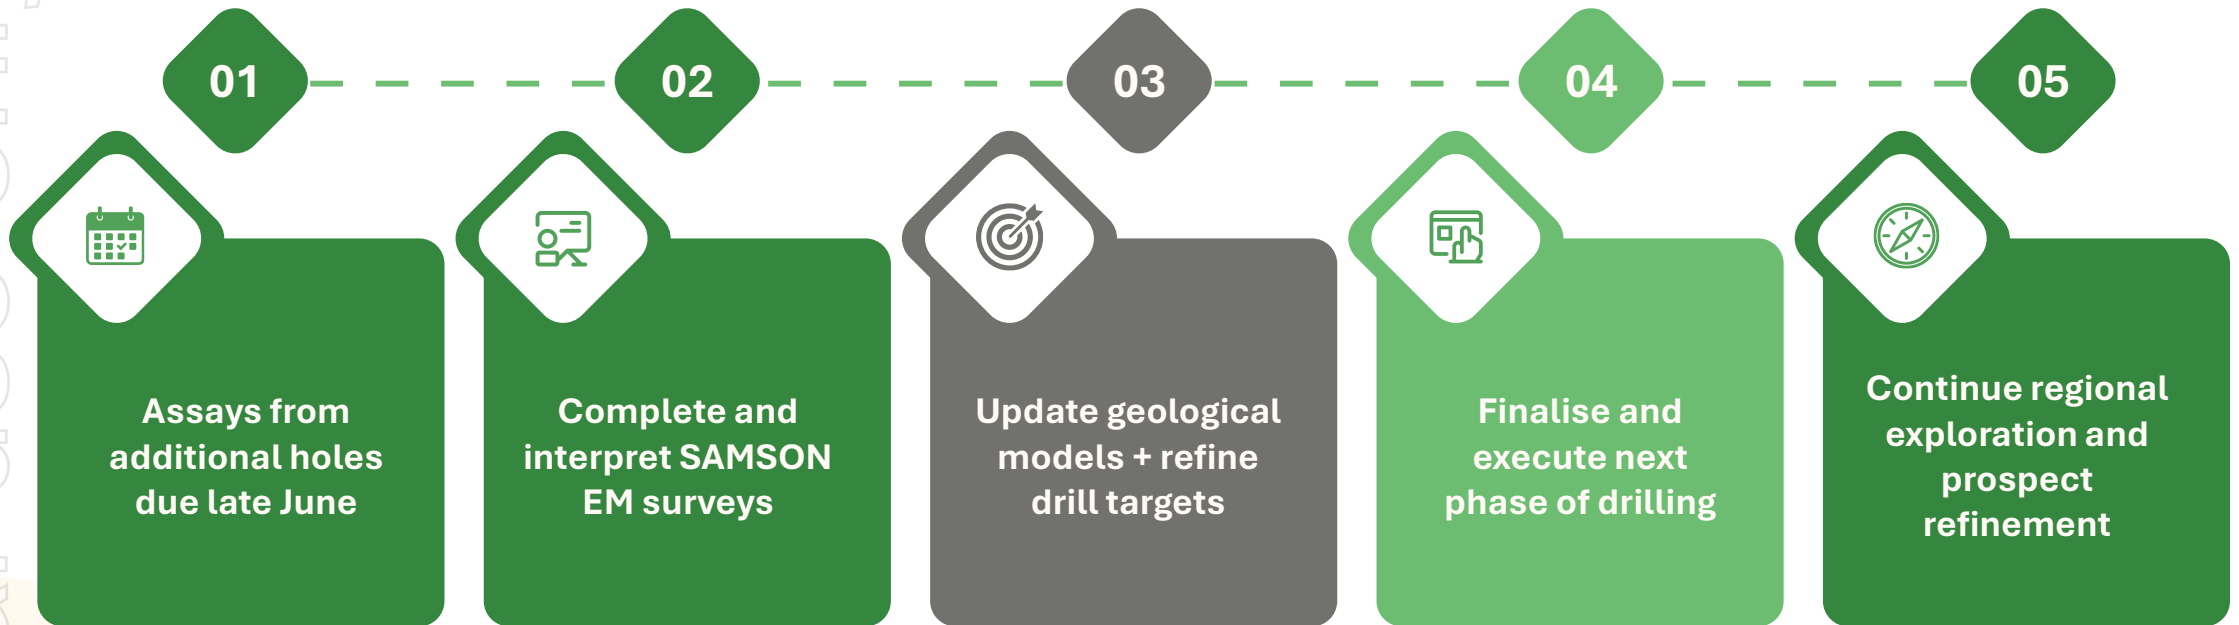 01
02
03
04
05
Assays from
additional holes
due late June
Complete and
interpret SAMSON
EM surveys
Update geological
models + refine
drill targets
Finalise and
execute next
phase of drilling
Continue regional
exploration and
prospect
refinement